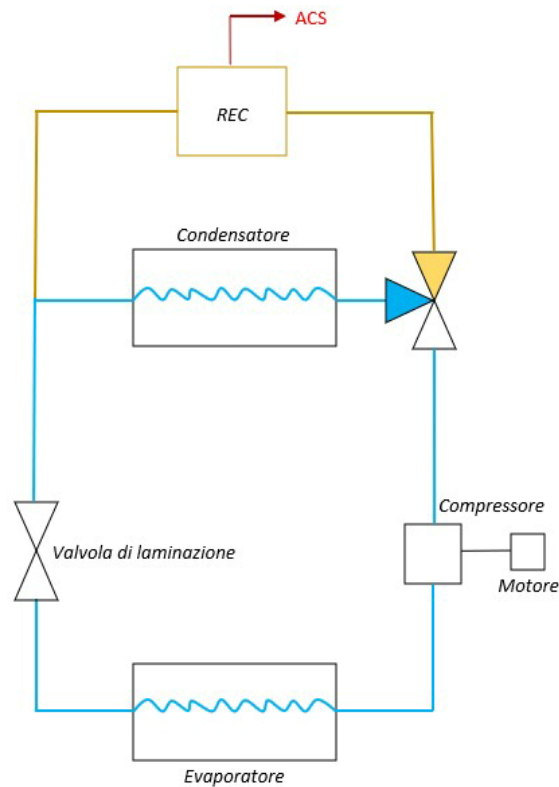 ACS
REC
Condensatore
Compressore
Valvola di laminazione
Motore
Evaporatore